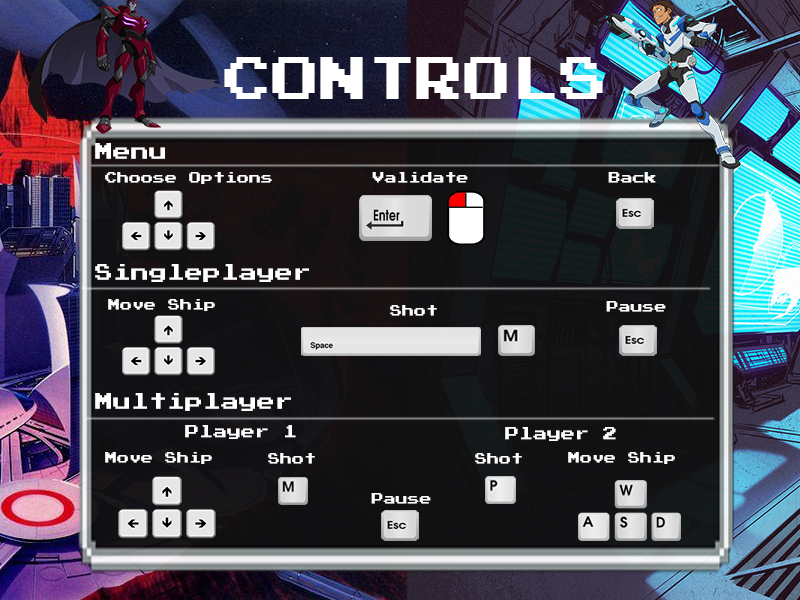 CONTROLS
Menu
Choose Options Validate Back
↑
← ↓ →
Enter
Esc
Singleplayer
Move Ship Shot Pause
↑
← ↓ →
Space
M
Esc
Multiplayer
Player 1 Player 2
Move Ship Shot Shot Move Ship
↑
← ↓ →
M
Pause
Esc
P
W
A S D